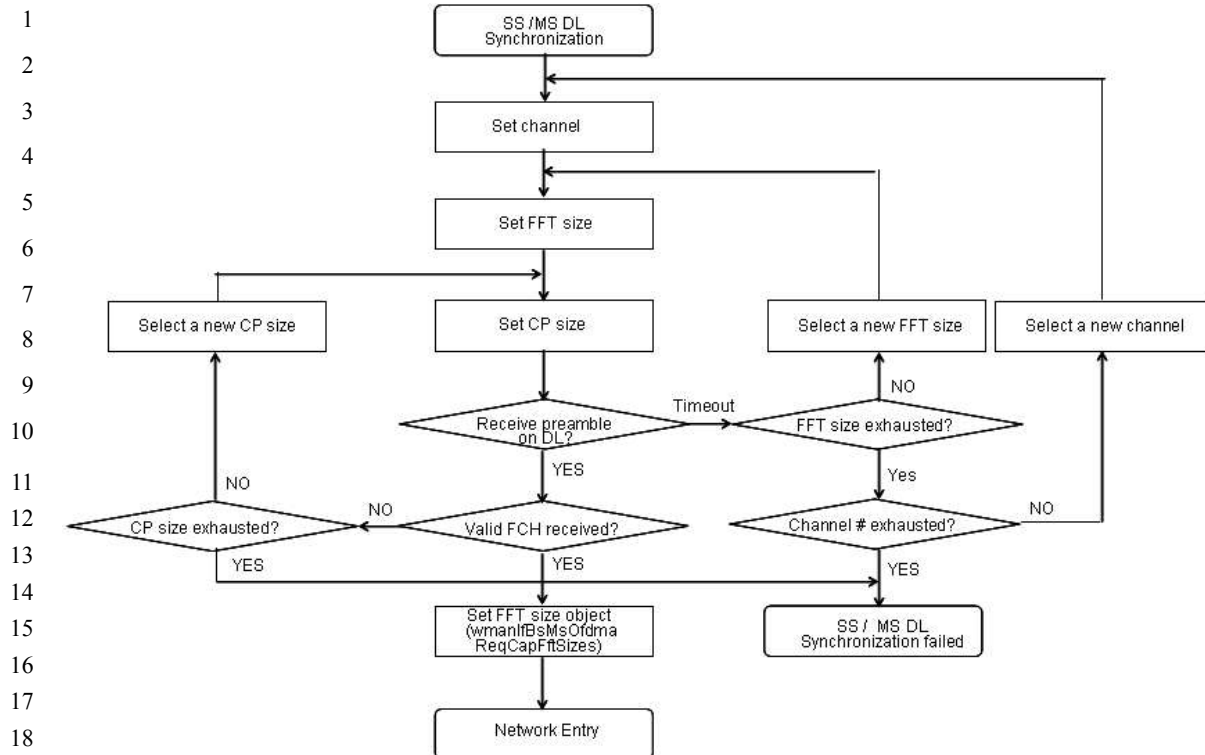 1
SS /MS DL
Synchronization
2
3
Set channel
4
5
Set FFT size
6
7
Select a new CP size
Set CP size
Select a new FFT size
Select a new channel
8
9
NO
Timeout
Receive preamble
on DL?
FFT size exhausted?
10
YES
Yes
11
NO
NO
NO
12
CP size exhausted?
Valid FCH received?
Channel # exhausted?
13
YES
YES
YES
14
Set FFT size object
(wmanIfBsMsOfdma
ReqCapFftSizes)
SS / MS DL
Synchronization failed
15
16
17
Network Entry
18